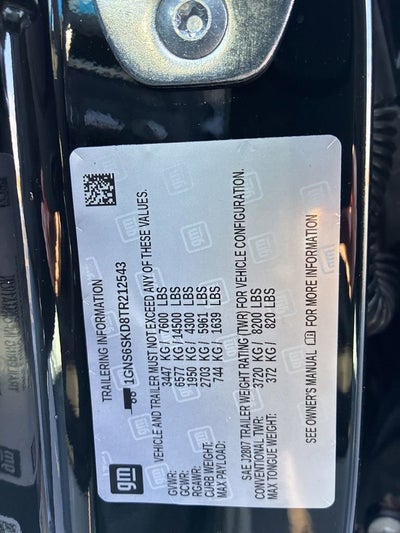 TRAILERING INFORMATION
1GNS6SKD8TR212543
VEHICLE AND TRAILER MUST NOT EXCEED ANY OF THESE VALUES.
GVWR: 3447 KG / 7600 LBS
GCWR: 6577 KG / 14500 LBS
RGAWR: 1950 KG / 4300 LBS
CURB WEIGHT: 2703 KG / 5961 LBS
MAX PAYLOAD: 744 KG / 1639 LBS
SAE J2807 TRAILER WEIGHT RATING (TWR) FOR VEHICLE CONFIGURATION.
CONVENTIONAL TWR: 3720 KG / 8200 LBS
MAX TONGUE WEIGHT: 372 KG / 820 LBS
SEE OWNER'S MANUAL FOR MORE INFORMATION
gm